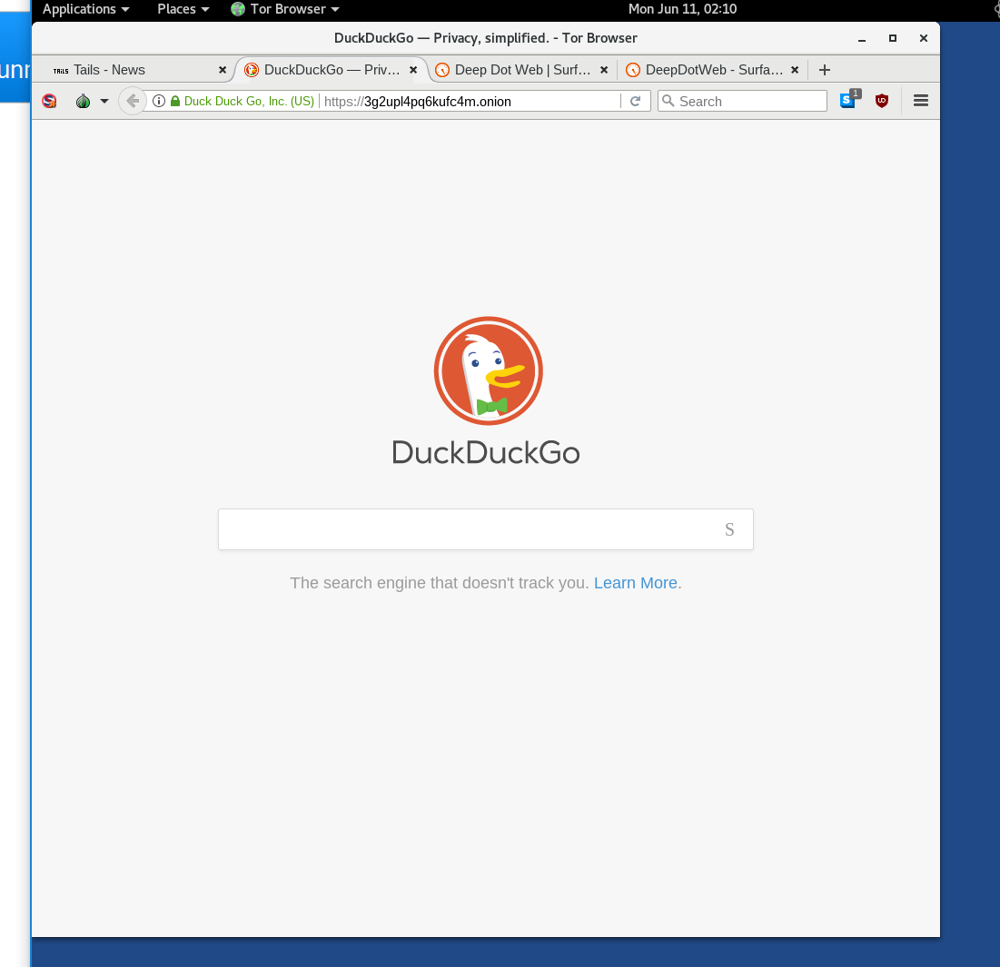 Applications Places Tor Browser Mon Jun 11, 02:10
DuckDuckGo — Privacy, simplified. - Tor Browser
TAILS Tails - News DuckDuckGo — Priv… Deep Dot Web | Surf… DeepDotWeb - Surfa…
Duck Duck Go, Inc. (US) https://3g2upl4pq6kufc4m.onion Search S 1 UD
DuckDuckGo
S
The search engine that doesn't track you. Learn More.